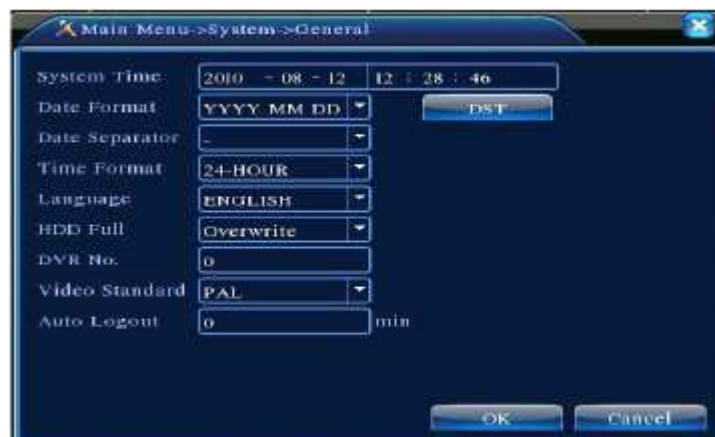 Main Menu->System->General
System Time 2010 - 08 - 12 12 : 28 : 46
Date Format YYYY MM DD DST
Date Separator -
Time Format 24-HOUR
Language ENGLISH
HDD Full Overwrite
DVR No. 0
Video Standard PAL
Auto Logout 0 min
OK Cancel